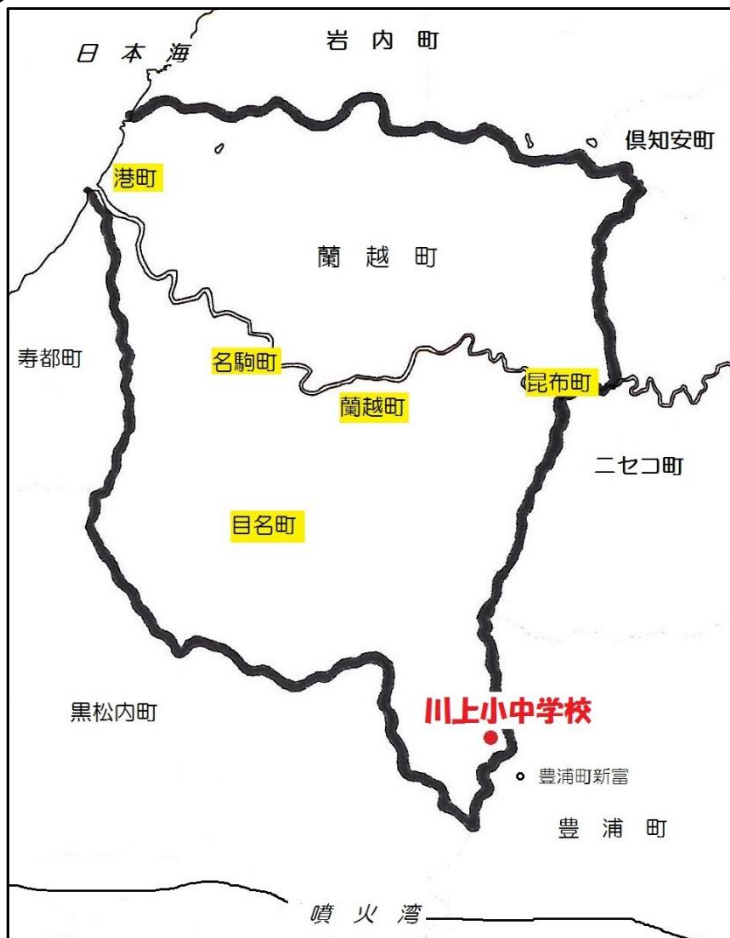 岩内町
日本海
倶知安町
港町
蘭越町
寿都町
名駒町
昆布町
蘭越町
ニセコ町
目名町
川上小中学校
黒松内町
豊浦町新富
豊浦町
噴火湾